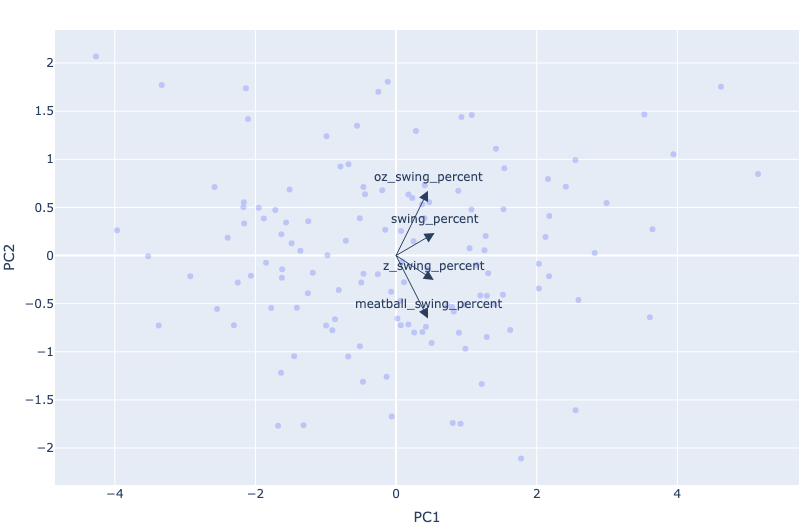 2
1.5
1
0.5
0
−0.5
−1
−1.5
−2
PC2
oz_swing_percent
swing_percent
z_swing_percent
meatball_swing_percent
−4
−2
0
2
4
PC1